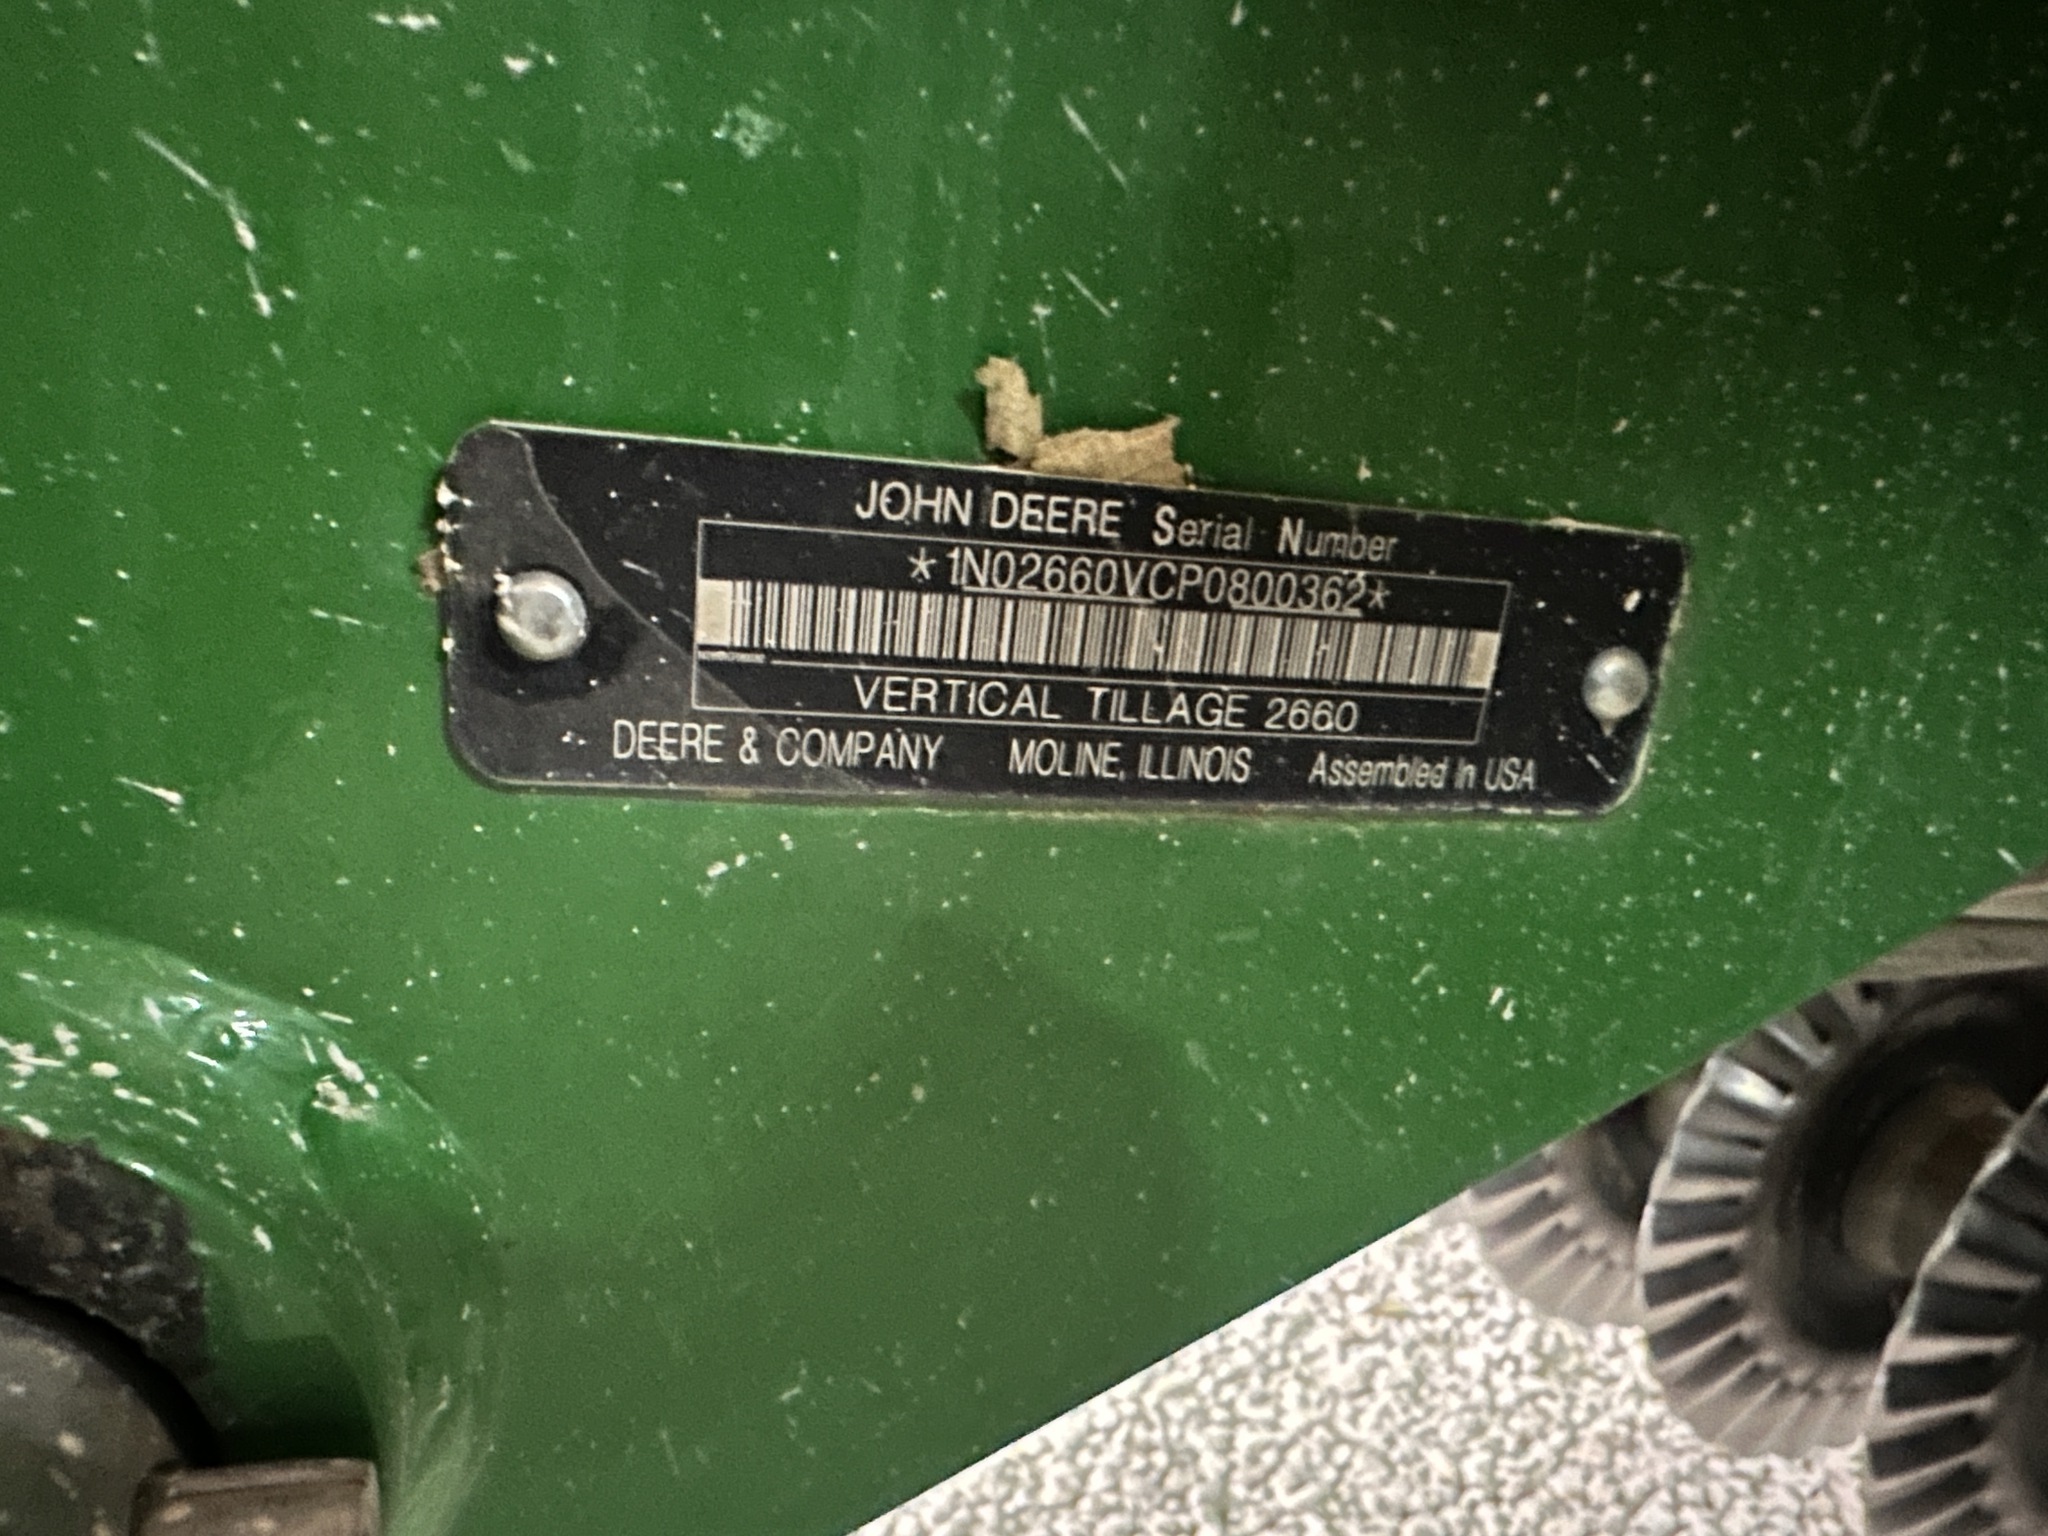 JOHN DEERE Serial Number
*1N02660VCP0800362*
VERTICAL TILLAGE 2660
DEERE & COMPANY MOLINE, ILLINOIS Assembled in USA